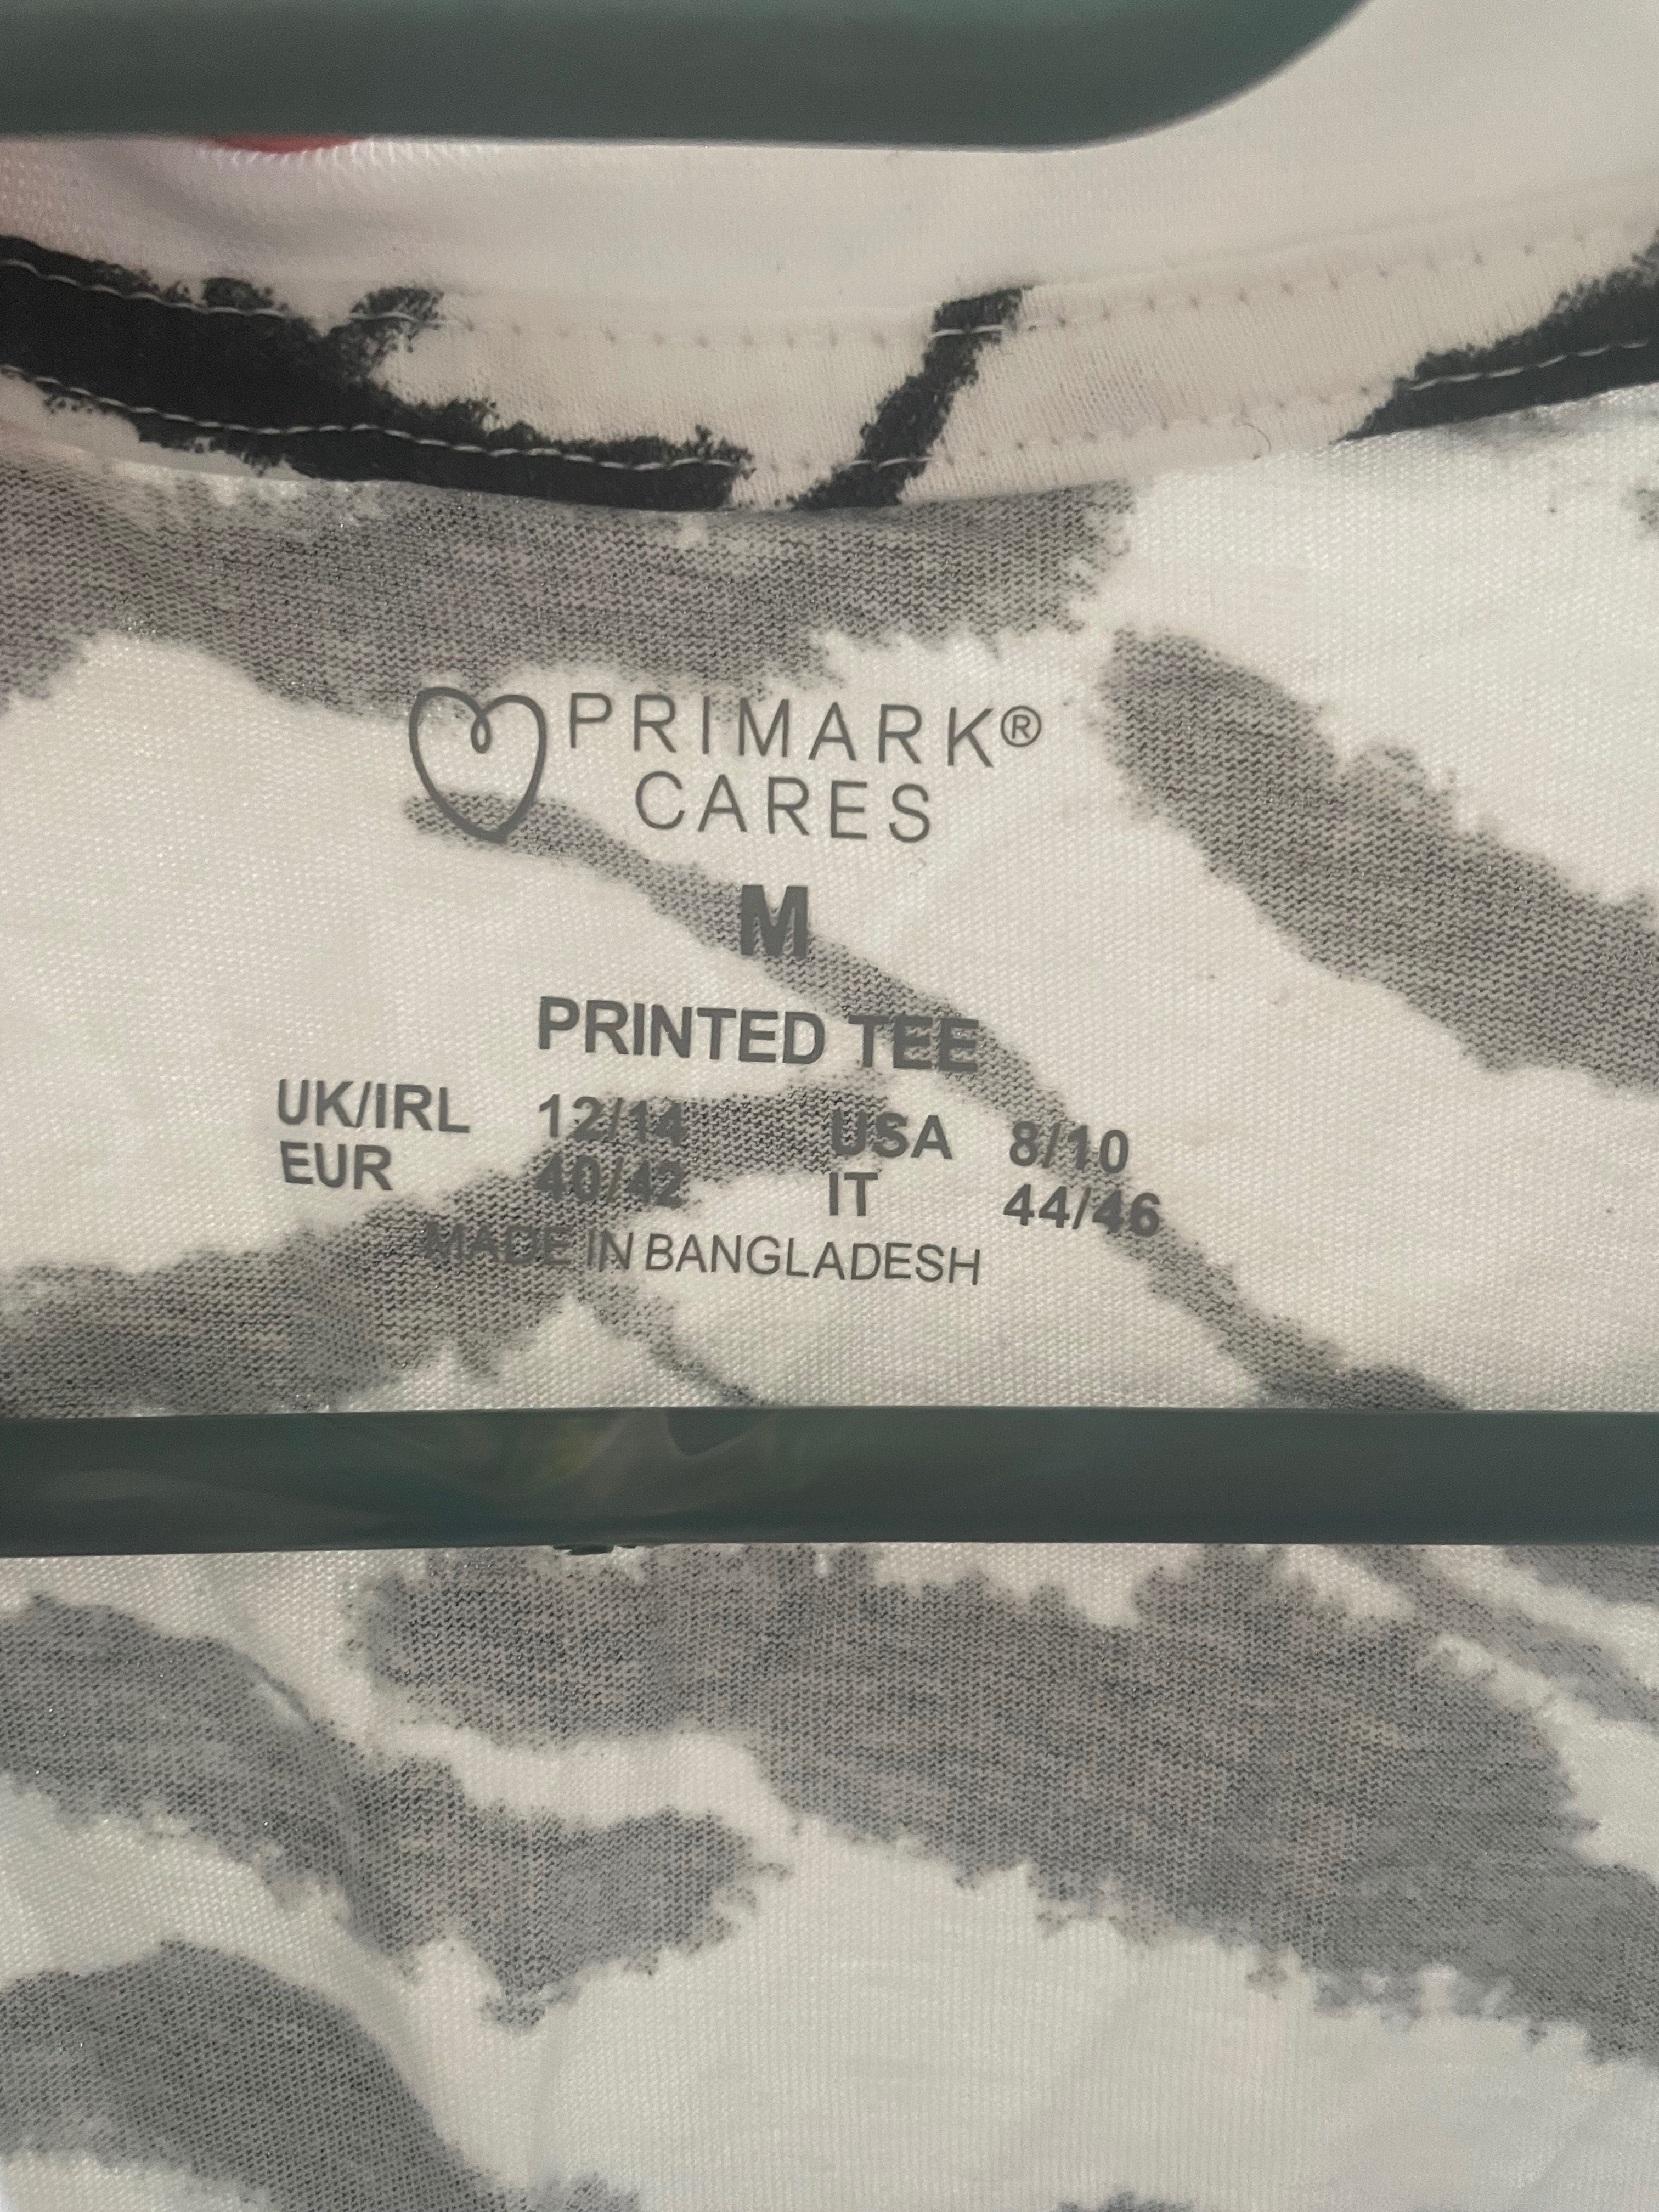 PRIMARK®
CARES
M
PRINTED TEE
UK/IRL 12/14 USA 8/10
EUR 40/42 IT 44/46
MADE IN BANGLADESH